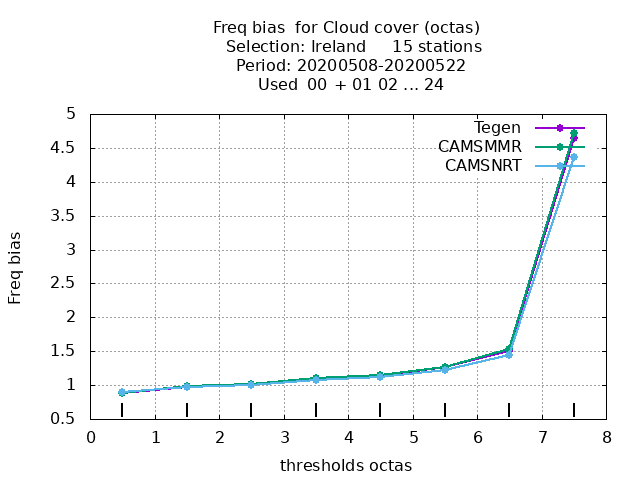 Freq bias  for Cloud cover (octas)
Selection: Ireland     15 stations
Period: 20200508-20200522
Used  00  + 01 02 ... 24
5
4.5
4
3.5
3
2.5
2
1.5
1
0.5
Freq bias
Tegen
CAMSMMR
CAMSNRT
0 1 2 3 4 5 6 7 8
thresholds octas